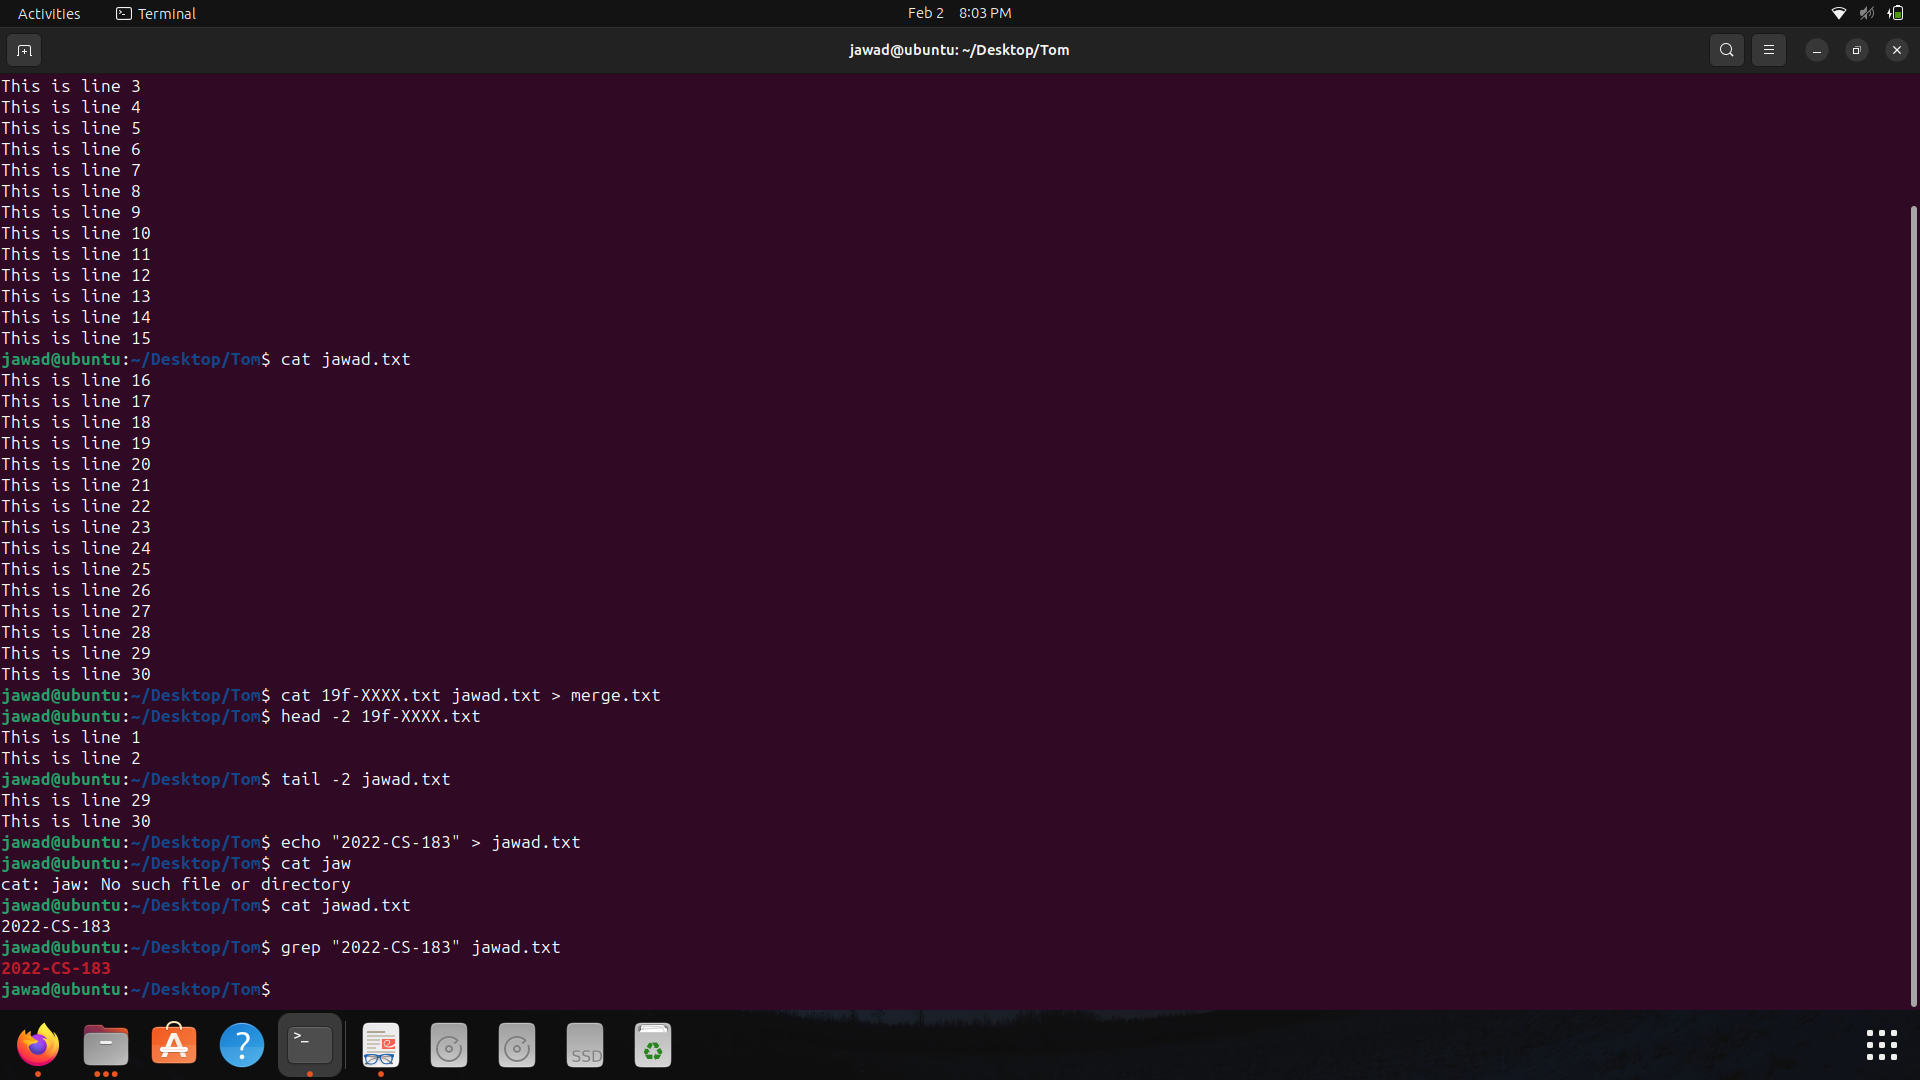 Activities
Terminal
Feb 2 8:03 PM
jawad@ubuntu: ~/Desktop/Tom
This is line 3
This is line 4
This is line 5
This is line 6
This is line 7
This is line 8
This is line 9
This is line 10
This is line 11
This is line 12
This is line 13
This is line 14
This is line 15
jawad@ubuntu:~/Desktop/Tom$ cat jawad.txt
This is line 16
This is line 17
This is line 18
This is line 19
This is line 20
This is line 21
This is line 22
This is line 23
This is line 24
This is line 25
This is line 26
This is line 27
This is line 28
This is line 29
This is line 30
jawad@ubuntu:~/Desktop/Tom$ cat 19f-XXXX.txt jawad.txt > merge.txt
jawad@ubuntu:~/Desktop/Tom$ head -2 19f-XXXX.txt
This is line 1
This is line 2
jawad@ubuntu:~/Desktop/Tom$ tail -2 jawad.txt
This is line 29
This is line 30
jawad@ubuntu:~/Desktop/Tom$ echo "2022-CS-183" > jawad.txt
jawad@ubuntu:~/Desktop/Tom$ cat jaw
cat: jaw: No such file or directory
jawad@ubuntu:~/Desktop/Tom$ cat jawad.txt
2022-CS-183
jawad@ubuntu:~/Desktop/Tom$ grep "2022-CS-183" jawad.txt
2022-CS-183
jawad@ubuntu:~/Desktop/Tom$
SSD